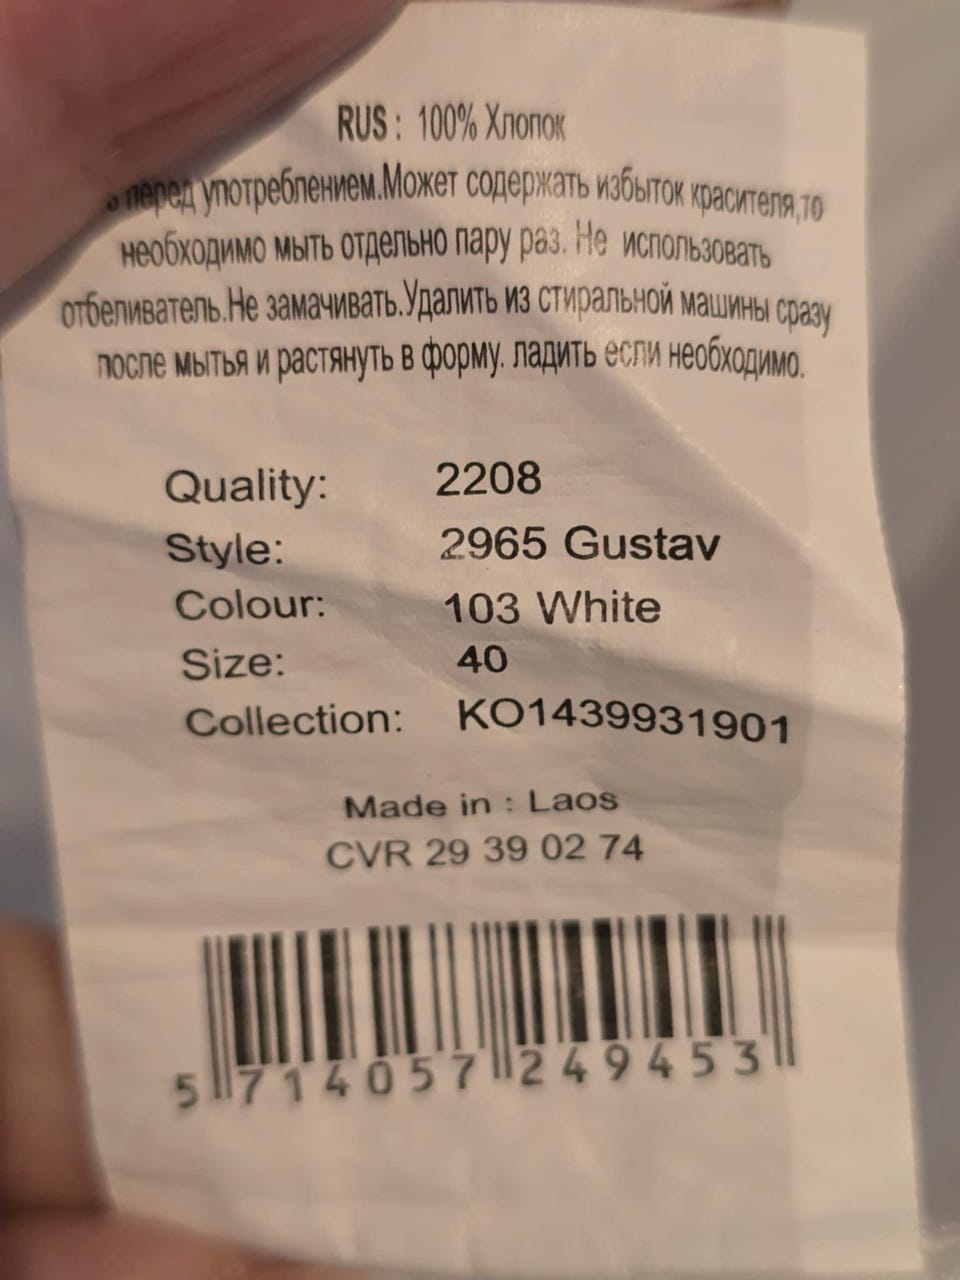 RUS : 100% Хлопок
перед употреблением.Может содержать избыток красителя,то
необходимо мыть отдельно пару раз. Не использовать
отбеливатель.Не замачивать.Удалить из стиральной машины сразу
после мытья и растянуть в форму. ладить если необходимо.
Quality: 2208
Style: 2965 Gustav
Colour: 103 White
Size: 40
Collection: KO1439931901
Made in : Laos
CVR 29 39 02 74
5 714057 249453